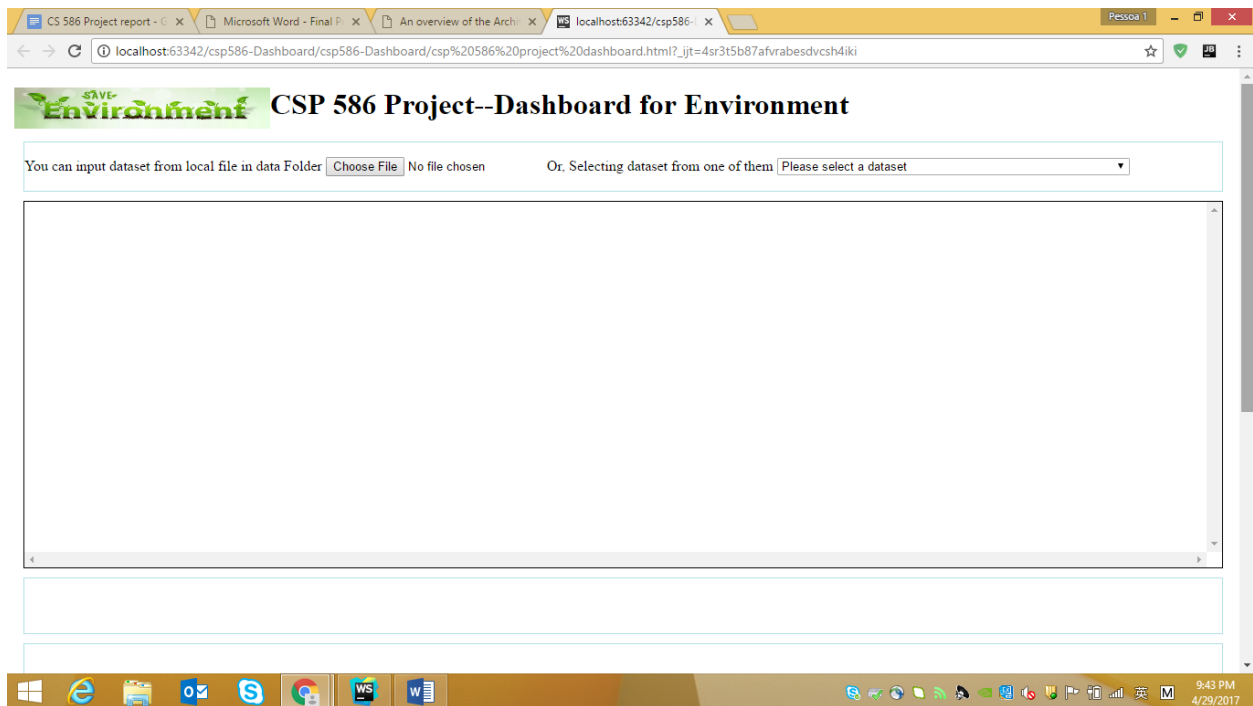 CS 586 Project report - G
Microsoft Word - Final P
An overview of the Archi
localhost:63342/csp586-
Pessoa 1
localhost:63342/csp586-Dashboard/csp586-Dashboard/csp%20586%20project%20dashboard.html?_ijt=4sr3t5b87afvrabesdvcsh4iki
SAVE
Environment
CSP 586 Project--Dashboard for Environment
You can input dataset from local file in data Folder Choose File No file chosen Or, Selecting dataset from one of them Please select a dataset
英 M
9:43 PM
4/29/2017